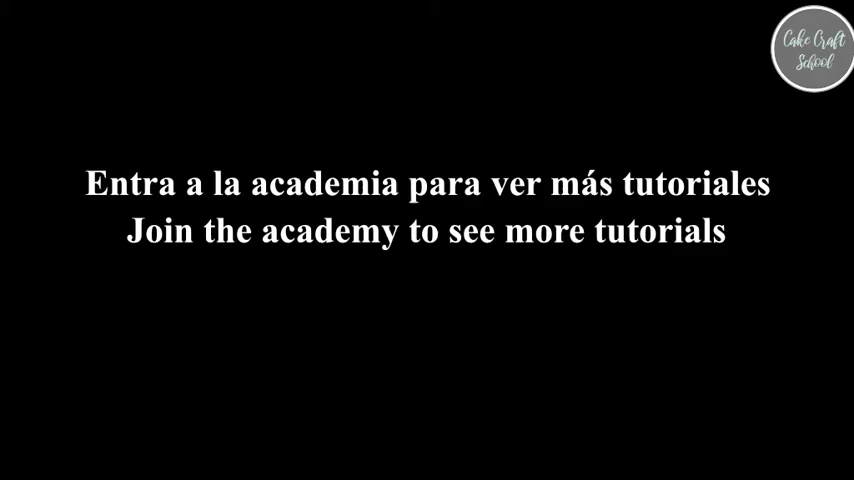 Cake Craft
School
Entra a la academia para ver más tutoriales
Join the academy to see more tutorials